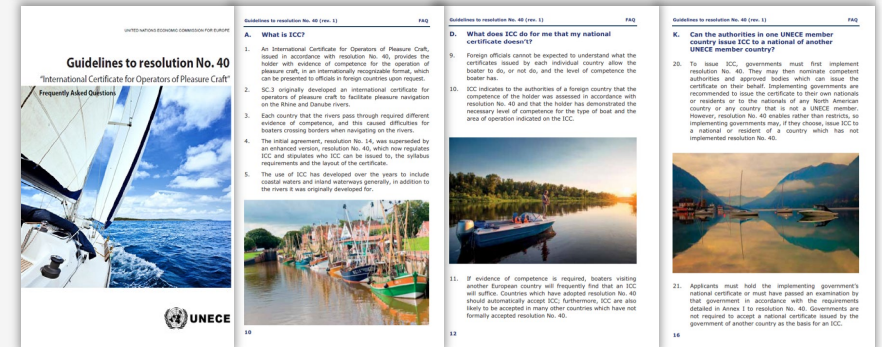 UNITED NATIONS ECONOMIC COMMISSION FOR EUROPE
Guidelines to resolution No. 40
"International Certificate for Operators of Pleasure Craft"
Frequently Asked Questions
UNECE
Guidelines to resolution No. 40 (rev. 1) FAQ
A. What is ICC?
1. An International Certificate for Operators of Pleasure Craft,
issued in accordance with resolution No. 40, provides the
holder with evidence of competence for the operation of
pleasure craft, in an internationally recognizable format, which
can be presented to officials in foreign countries upon request.
2. SC.3 originally developed an international certificate for
operators of pleasure craft to facilitate pleasure navigation
on the Rhine and Danube rivers.
3. Each country that the rivers pass through required different
evidence of competence, and this caused difficulties for
boaters crossing borders when navigating on the rivers.
4. The initial agreement, resolution No. 14, was superseded by
an enhanced version, resolution No. 40, which now regulates
ICC and stipulates who ICC can be issued to, the syllabus
requirements and the layout of the certificate.
5. The use of ICC has developed over the years to include
coastal waters and inland waterways generally, in addition to
the rivers it was originally developed for.
10
Guidelines to resolution No. 40 (rev. 1) FAQ
D. What does ICC do for me that my national
certificate doesn't?
9. Foreign officials cannot be expected to understand what the
certificates issued by each individual country allow the
boater to do, or not do, and the level of competence the
boater has.
10. ICC indicates to the authorities of a foreign country that the
competence of the holder was assessed in accordance with
resolution No. 40 and that the holder has demonstrated the
necessary level of competence for the type of boat and the
area of operation indicated on the ICC.
11. If evidence of competence is required, boaters visiting
another European country will frequently find that an ICC
will suffice. Countries which have adopted resolution No. 40
should automatically accept ICC; furthermore, ICC are also
likely to be accepted in many other countries which have not
formally accepted resolution No. 40.
12
Guidelines to resolution No. 40 (rev. 1) FAQ
K. Can the authorities in one UNECE member
country issue ICC to a national of another
UNECE member country?
20. To issue ICC, governments must first implement
resolution No. 40. They may then nominate competent
authorities and approved bodies which can issue the
certificate on their behalf. Implementing governments are
recommended to issue the certificate to their own nationals
or residents or to the nationals of any North American
country or any country that is not a UNECE member.
However, resolution No. 40 enables rather than restricts, so
implementing governments may, if they choose, issue ICC to
a national or resident of a country which has not
implemented resolution No. 40.
21. Applicants must hold the implementing government's
national certificate or must have passed an examination by
that government in accordance with the requirements
detailed in Annex I to resolution No. 40. Governments are
not required to accept a national certificate issued by the
government of another country as the basis for an ICC.
16